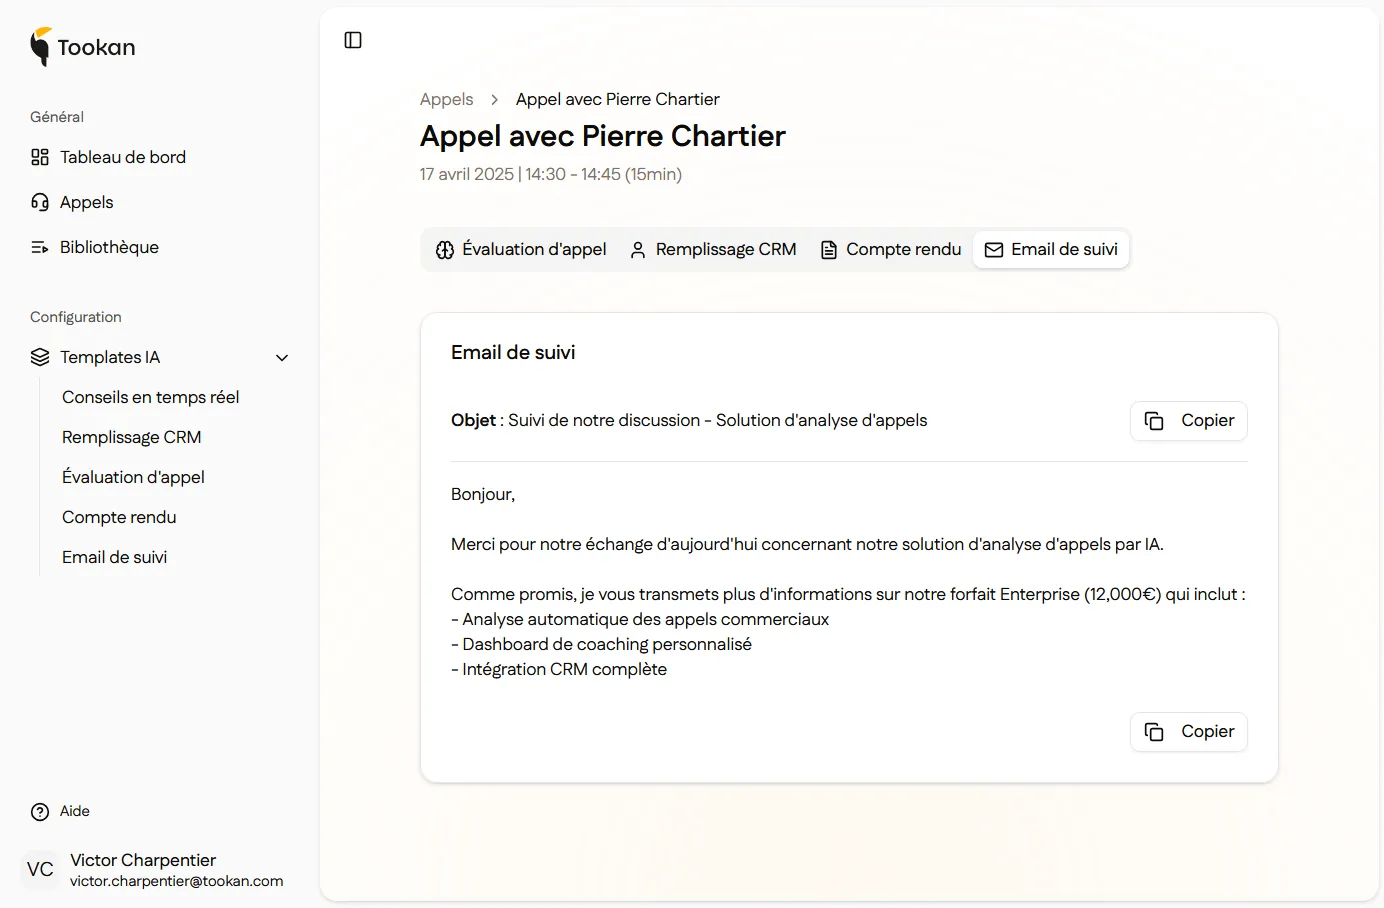 Tookan
Général
Tableau de bord
Appels
Bibliothèque
Configuration
Templates IA
Conseils en temps réel
Remplissage CRM
Évaluation d'appel
Compte rendu
Email de suivi
Aide
VC
Victor Charpentier
victor.charpentier@tookan.com
Appels > Appel avec Pierre Chartier
Appel avec Pierre Chartier
17 avril 2025 | 14:30 - 14:45 (15min)
Évaluation d'appel Remplissage CRM Compte rendu Email de suivi
Email de suivi
Objet : Suivi de notre discussion - Solution d'analyse d'appels
Copier
Bonjour,
Merci pour notre échange d'aujourd'hui concernant notre solution d'analyse d'appels par IA.
Comme promis, je vous transmets plus d'informations sur notre forfait Enterprise (12,000€) qui inclut :
- Analyse automatique des appels commerciaux
- Dashboard de coaching personnalisé
- Intégration CRM complète
Copier